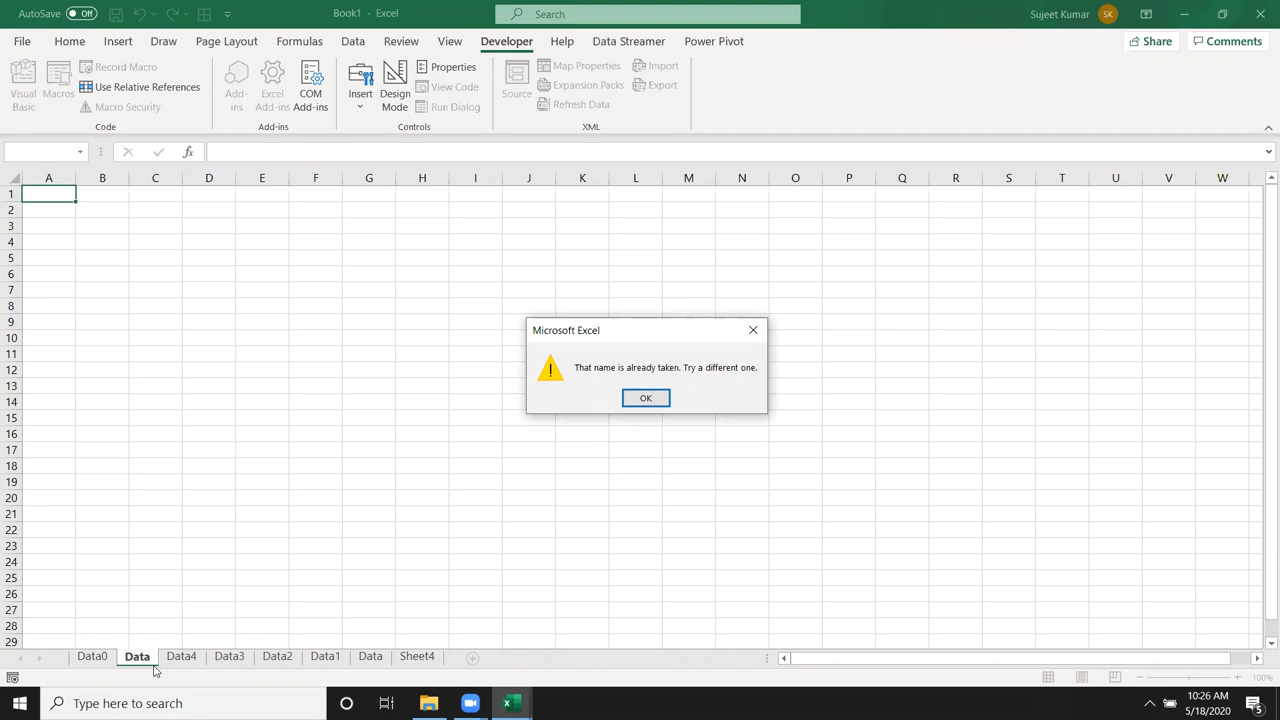 AutoSave Off
Book1 - Excel
Search
Sujeet Kumar SK
File Home Insert Draw Page Layout Formulas Data Review View Developer Help Data Streamer Power Pivot
Share Comments
Visual Basic
Macros
Record Macro
Use Relative References
Macro Security
Code
Add-ins
Excel Add-ins
COM Add-ins
Add-ins
Insert
Design Mode
Properties
View Code
Run Dialog
Controls
Source
Map Properties
Expansion Packs
Refresh Data
Import
Export
XML
fx
A B C D E F G H I J K L M N O P Q R S T U V W
1
2
3
4
5
6
7
8
9
10
11
12
13
14
15
16
17
18
19
20
21
22
23
24
25
26
27
28
29
Microsoft Excel
That name is already taken. Try a different one.
OK
Data0 Data Data4 Data3 Data2 Data1 Data Sheet4
100%
Type here to search
10:26 AM
5/18/2020
5